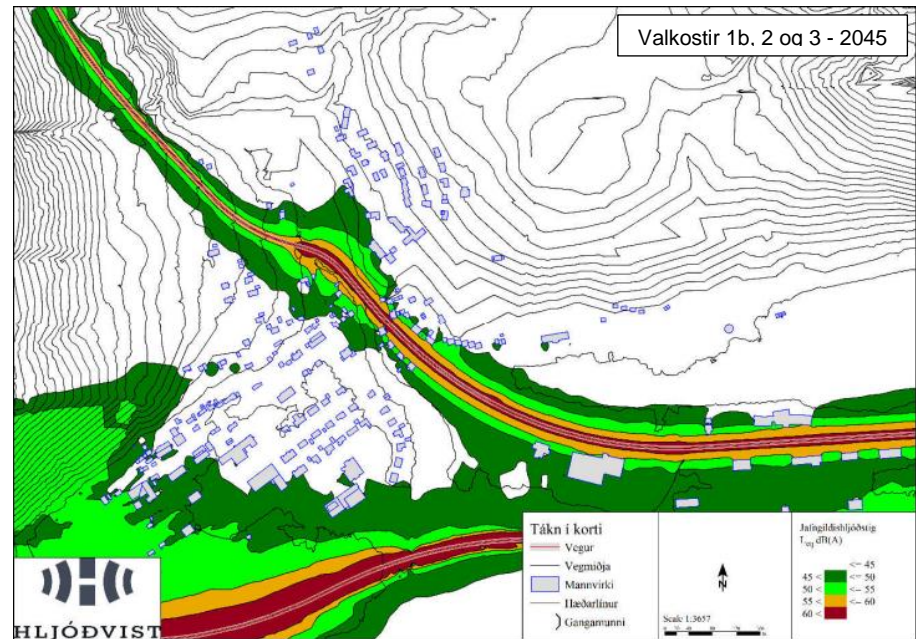 Valkostir 1b, 2 og 3 - 2045
Tákn í korti
Vegur
Vegmiðja
Mannvirki
Hæðarlínur
Gangamunni
N
Scale 1:3657
Jafngildishljóðstig
dB(A)
<= 45
45 < <= 50
50 < <= 55
55 < <= 60
60 <
HLJÓÐVIST